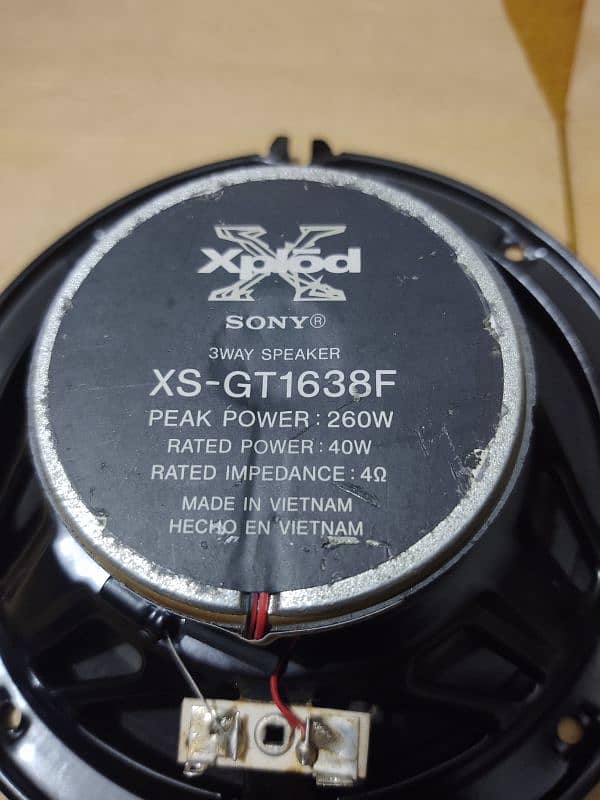 X
Xplōd
SONY®
3WAY SPEAKER
XS-GT1638F
PEAK POWER : 260W
RATED POWER : 40W
RATED IMPEDANCE : 4Ω
MADE IN VIETNAM
HECHO EN VIETNAM